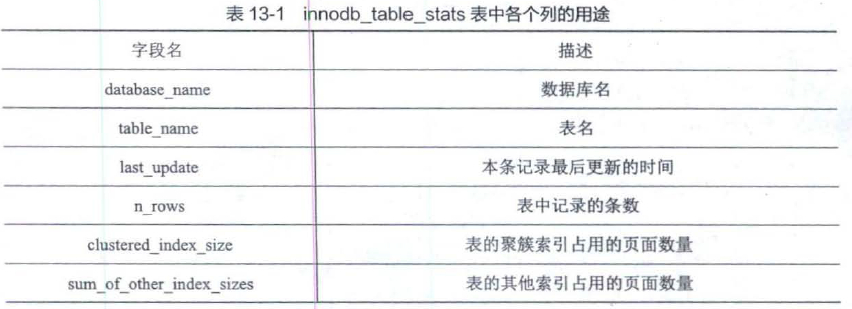 表 13-1 innodb_table_stats 表中各个列的用途
字段名 描述
database_name 数据库名
table_name 表名
last_update 本条记录最后更新的时间
n_rows 表中记录的条数
clustered_index_size 表的聚簇索引占用的页面数量
sum_of_other_index_sizes 表的其他索引占用的页面数量